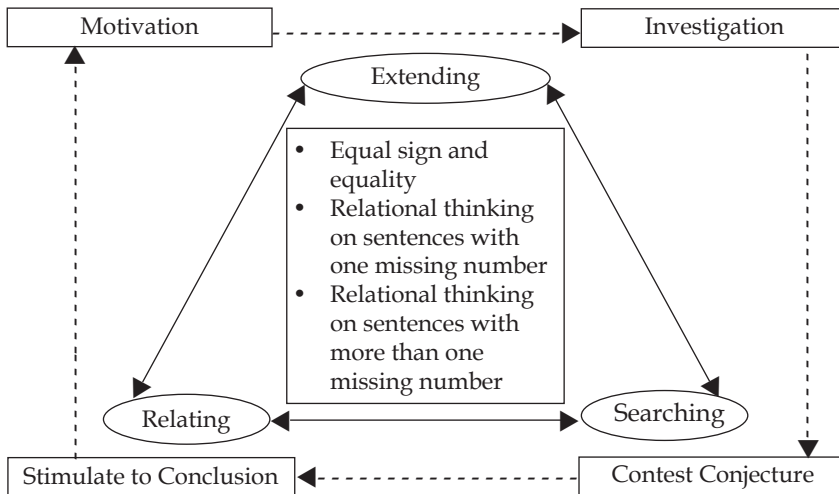 Motivation
Investigation
Extending
• Equal sign and
equality
• Relational thinking
on sentences with
one missing number
• Relational thinking
on sentences with
more than one
missing number
Relating
Searching
Stimulate to Conclusion
Contest Conjecture